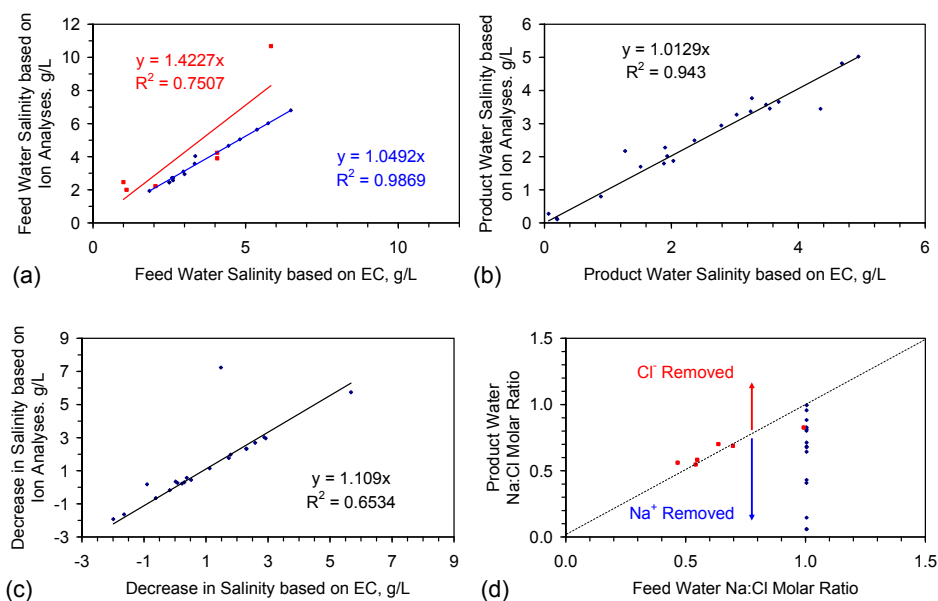 Feed Water Salinity based on
Ion Analyses. g/L
12
10
8
6
4
2
0
0
5
10
y = 1.4227x
R² = 0.7507
y = 1.0492x
R² = 0.9869
(a)
Feed Water Salinity based on EC, g/L
Product Water Salinity based
on Ion Analyses. g/L
6
5
4
3
2
1
0
0
2
4
6
y = 1.0129x
R² = 0.943
(b)
Product Water Salinity based on EC, g/L
Decrease in Salinity based on
Ion Analyses. g/L
9
7
5
3
1
-1
-3
-3
-1
1
3
5
7
9
y = 1.109x
R² = 0.6534
(c)
Decrease in Salinity based on EC, g/L
Product Water
Na:Cl Molar Ratio
1.5
1.0
0.5
0.0
0.0
0.5
1.0
1.5
Cl⁻ Removed
Na⁺ Removed
(d)
Feed Water Na:Cl Molar Ratio